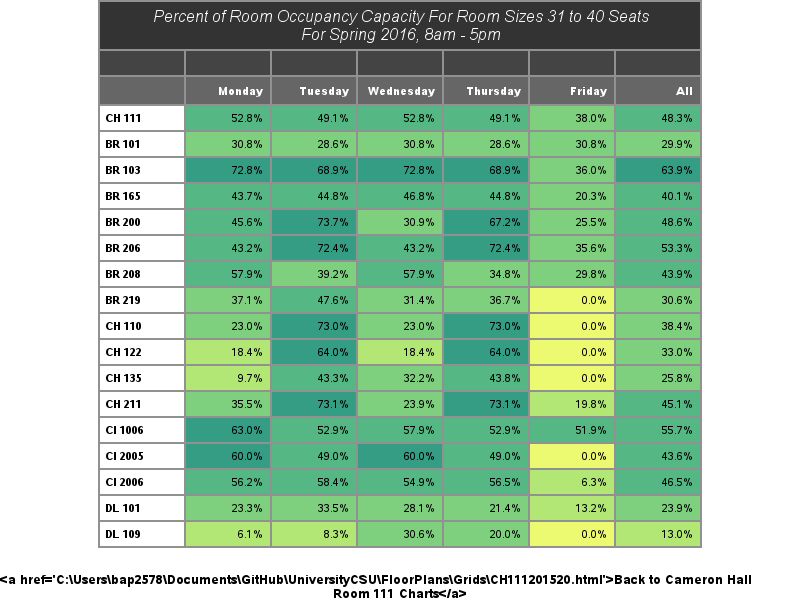 Percent of Room Occupancy Capacity For Room Sizes 31 to 40 Seats
For Spring 2016, 8am - 5pm
Monday Tuesday Wednesday Thursday Friday All
CH 111 52.8% 49.1% 52.8% 49.1% 38.0% 48.3%
BR 101 30.8% 28.6% 30.8% 28.6% 30.8% 29.9%
BR 103 72.8% 68.9% 72.8% 68.9% 36.0% 63.9%
BR 165 43.7% 44.8% 46.8% 44.8% 20.3% 40.1%
BR 200 45.6% 73.7% 30.9% 67.2% 25.5% 48.6%
BR 206 43.2% 72.4% 43.2% 72.4% 35.6% 53.3%
BR 208 57.9% 39.2% 57.9% 34.8% 29.8% 43.9%
BR 219 37.1% 47.6% 31.4% 36.7% 0.0% 30.6%
CH 110 23.0% 73.0% 23.0% 73.0% 0.0% 38.4%
CH 122 18.4% 64.0% 18.4% 64.0% 0.0% 33.0%
CH 135 9.7% 43.3% 32.2% 43.8% 0.0% 25.8%
CH 211 35.5% 73.1% 23.9% 73.1% 19.8% 45.1%
CI 1006 63.0% 52.9% 57.9% 52.9% 51.9% 55.7%
CI 2005 60.0% 49.0% 60.0% 49.0% 0.0% 43.6%
CI 2006 56.2% 58.4% 54.9% 56.5% 6.3% 46.5%
DL 101 23.3% 33.5% 28.1% 21.4% 13.2% 23.9%
DL 109 6.1% 8.3% 30.6% 20.0% 0.0% 13.0%
<a href='C:\Users\bap2578\Documents\GitHub\UniversityCSU\FloorPlans\Grids\CH111201520.html'>Back to Cameron Hall
Room 111 Charts</a>